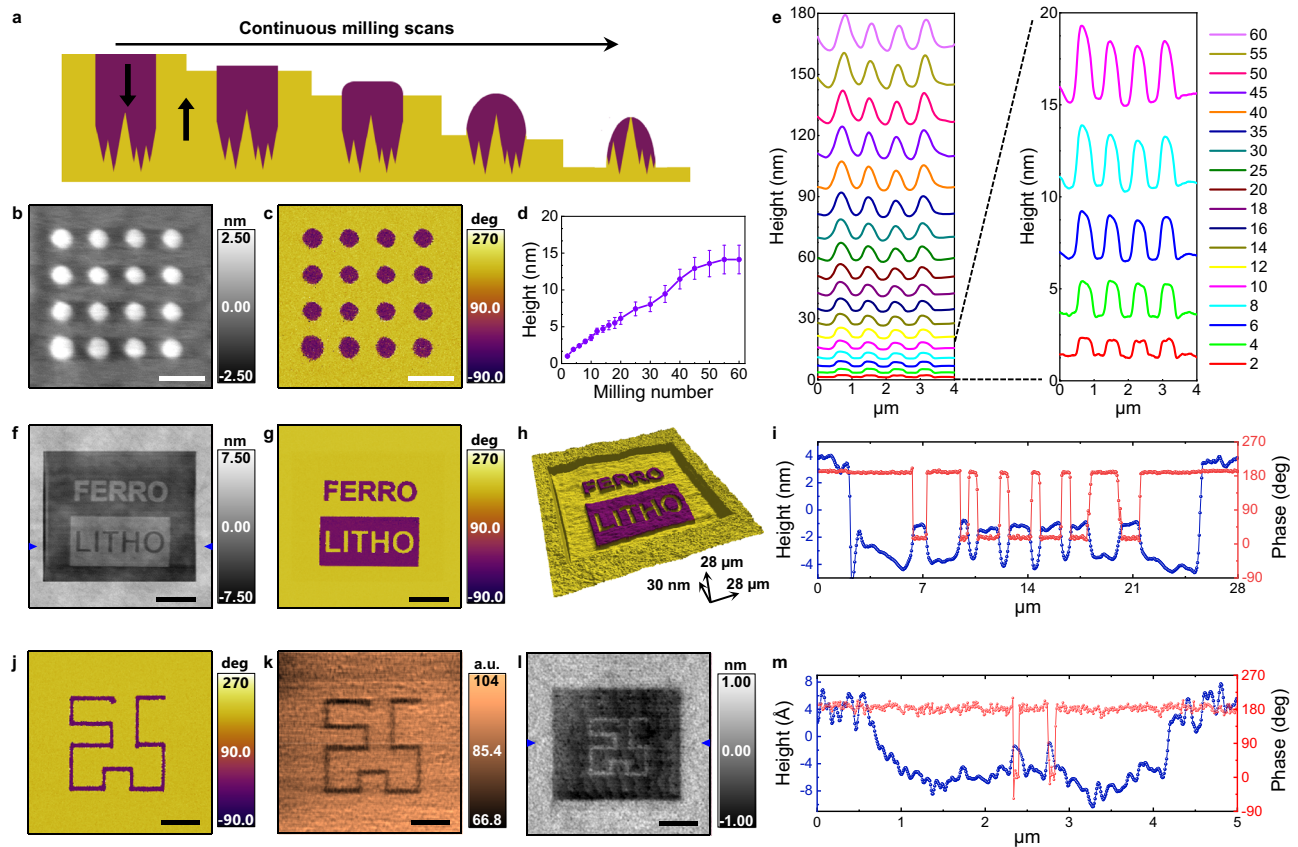 a
Continuous milling scans
b
nm
2.50
0.00
-2.50
c
deg
270
90.0
-90.0
d
Height (nm)
20
15
10
5
0
0 10 20 30 40 50 60
Milling number
e
Height (nm)
180
150
120
90
60
30
0
0 1 2 3 4
µm
Height (nm)
20
15
10
5
0
0 1 2 3 4
µm
60
55
50
45
40
35
30
25
20
18
16
14
12
10
8
6
4
2
f
FERRO
LITHO
nm
7.50
0.00
-7.50
g
FERRO
LITHO
deg
270
90.0
-90.0
h
FERRO
LITHO
28 µm
30 nm
28 µm
i
Height (nm)
4
2
0
-2
-4
0 7 14 21 28
µm
270
180
90
0
-90
Phase (deg)
j
deg
270
90.0
-90.0
k
a.u.
104
85.4
66.8
l
nm
1.00
0.00
-1.00
m
Height (Å)
8
4
0
-4
-8
0 1 2 3 4 5
µm
270
180
90
0
-90
Phase (deg)